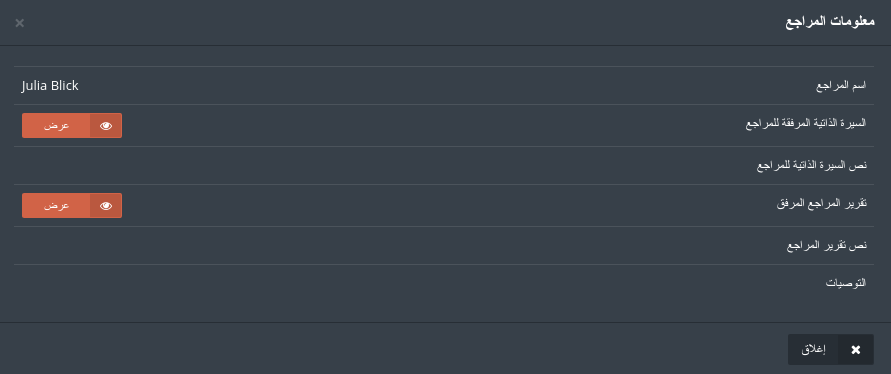 معلومات المراجع
اسم المراجع Julia Blick
السيرة الذاتية المرفقة للمراجع عرض
نص السيرة الذاتية للمراجع
تقرير المراجع المرفق عرض
نص تقرير المراجع
التوصيات
إغلاق